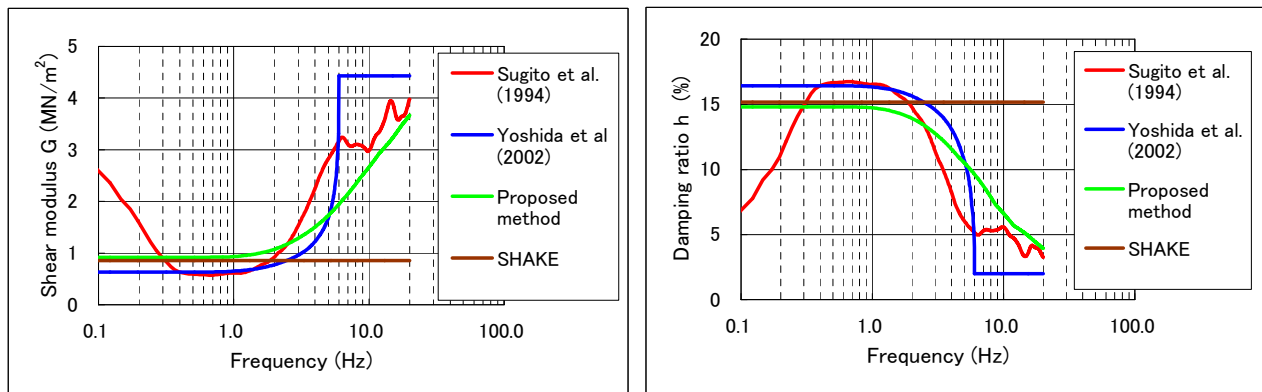 Shear modulus G (MN/m²)
5
4
3
2
1
0
0.1
1.0
10.0
100.0
Frequency (Hz)
Sugito et al.
(1994)
Yoshida et al
(2002)
Proposed
method
SHAKE
Damping ratio h (%)
20
15
10
5
0
0.1
1.0
10.0
100.0
Frequency (Hz)
Sugito et al.
(1994)
Yoshida et al.
(2002)
Proposed
method
SHAKE